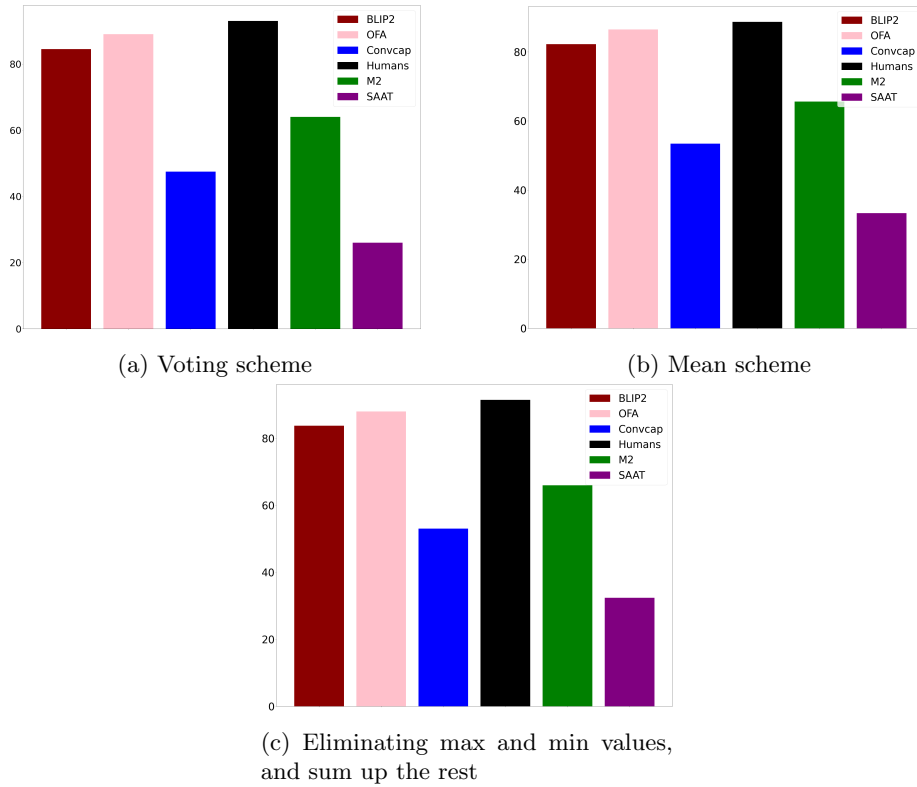 80
60
40
20
0
BLIP2
OFA
Convcap
Humans
M2
SAAT
(a) Voting scheme
80
60
40
20
0
BLIP2
OFA
Convcap
Humans
M2
SAAT
(b) Mean scheme
80
60
40
20
0
BLIP2
OFA
Convcap
Humans
M2
SAAT
(c) Eliminating max and min values,
and sum up the rest